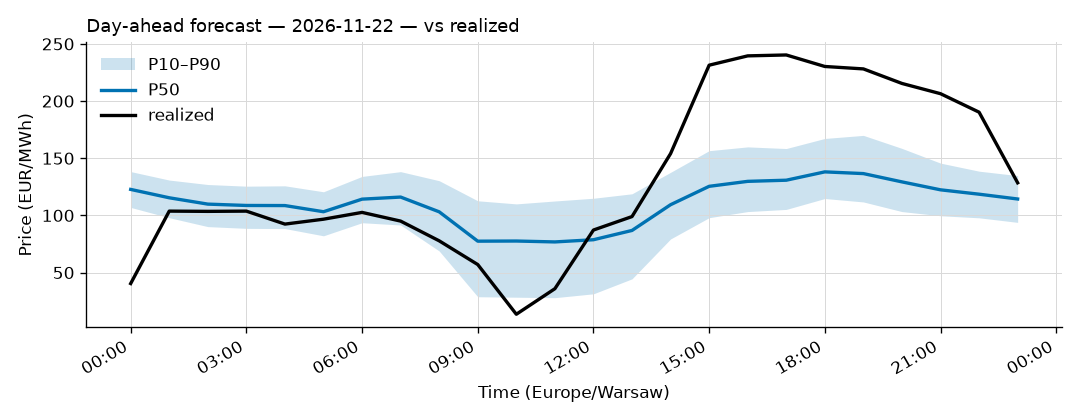 Day-ahead forecast — 2026-11-22 — vs realized
P10–P90
P50
realized
Price (EUR/MWh)
250
200
150
100
50
00:00
03:00
06:00
09:00
12:00
15:00
18:00
21:00
00:00
Time (Europe/Warsaw)